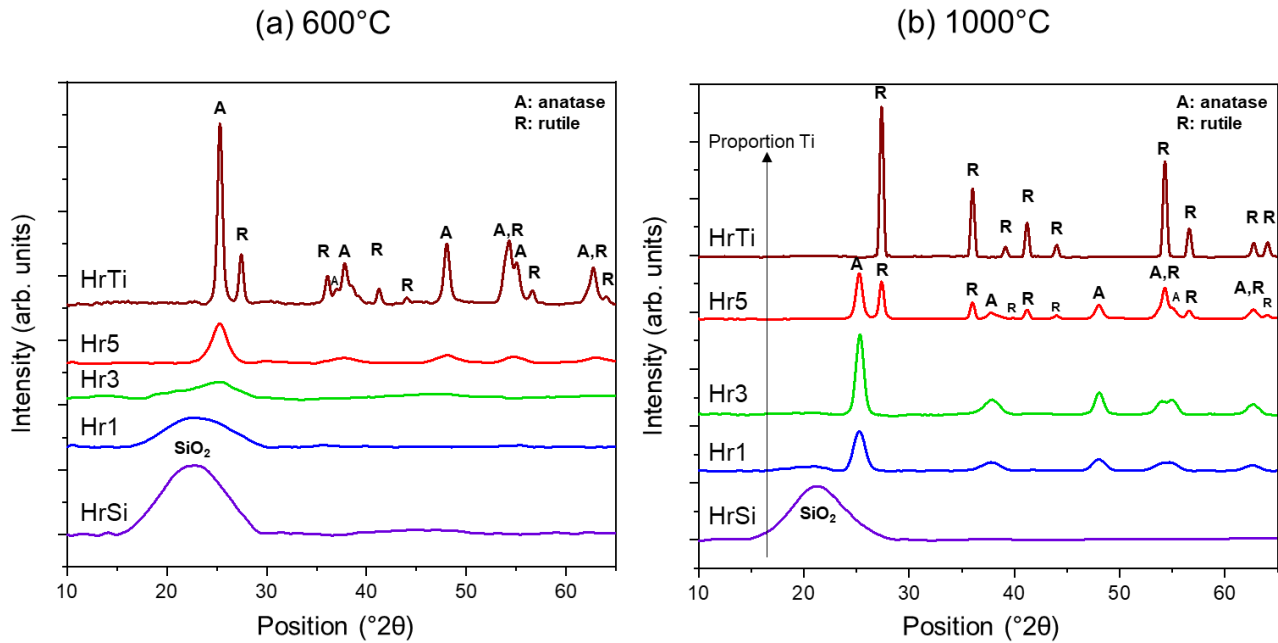 (a) 600°C
A: anatase
R: rutile
A
R
R
A
A
R
R
A
A,R
A
R
A,R
R
HrTi
Hr5
Hr3
Hr1
SiO₂
HrSi
Intensity (arb. units)
10 20 30 40 50 60
Position (°2θ)
(b) 1000°C
A: anatase
R: rutile
Proportion Ti
R
R
R
R
R
R
R
R R
HrTi
A
R
R
A
R
R
R
A
A,R
A
R
A,R
R
Hr5
Hr3
Hr1
HrSi
SiO₂
Intensity (arb. units)
10 20 30 40 50 60
Position (°2θ)